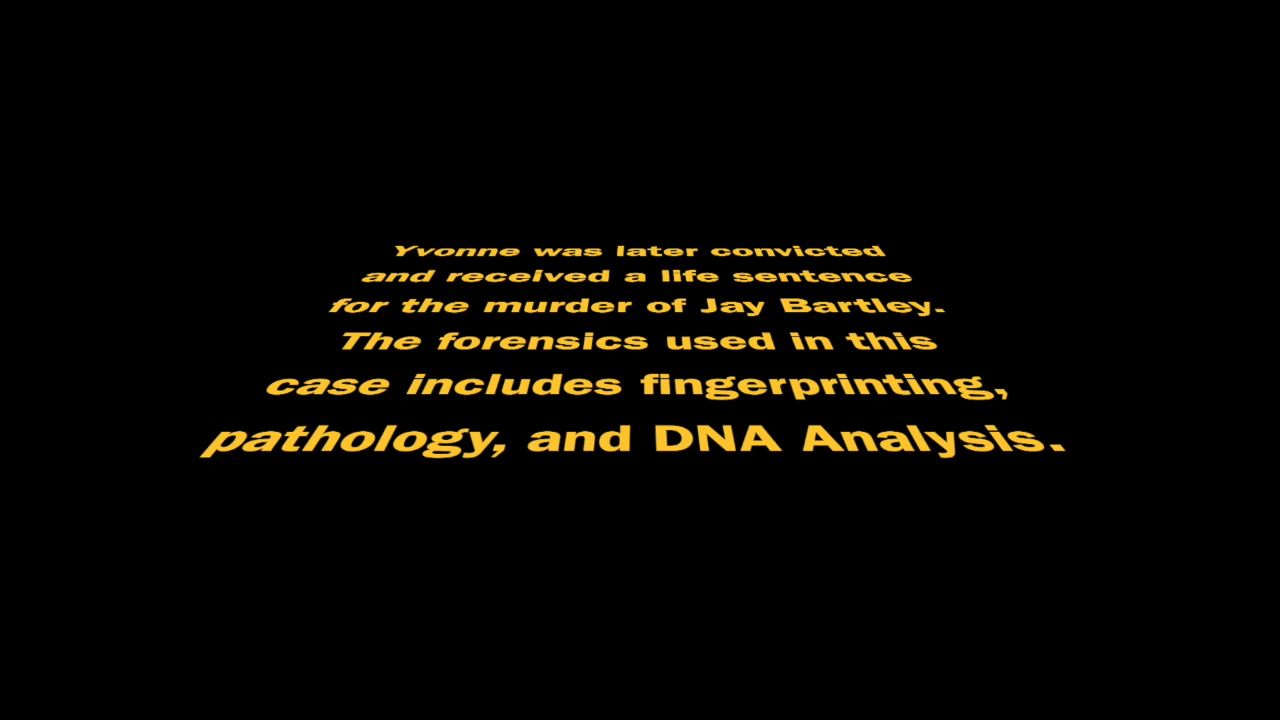 Yvonne was later convicted
and received a life sentence
for the murder of Jay Bartley.
The forensics used in this
case includes fingerprinting,
pathology, and DNA Analysis.